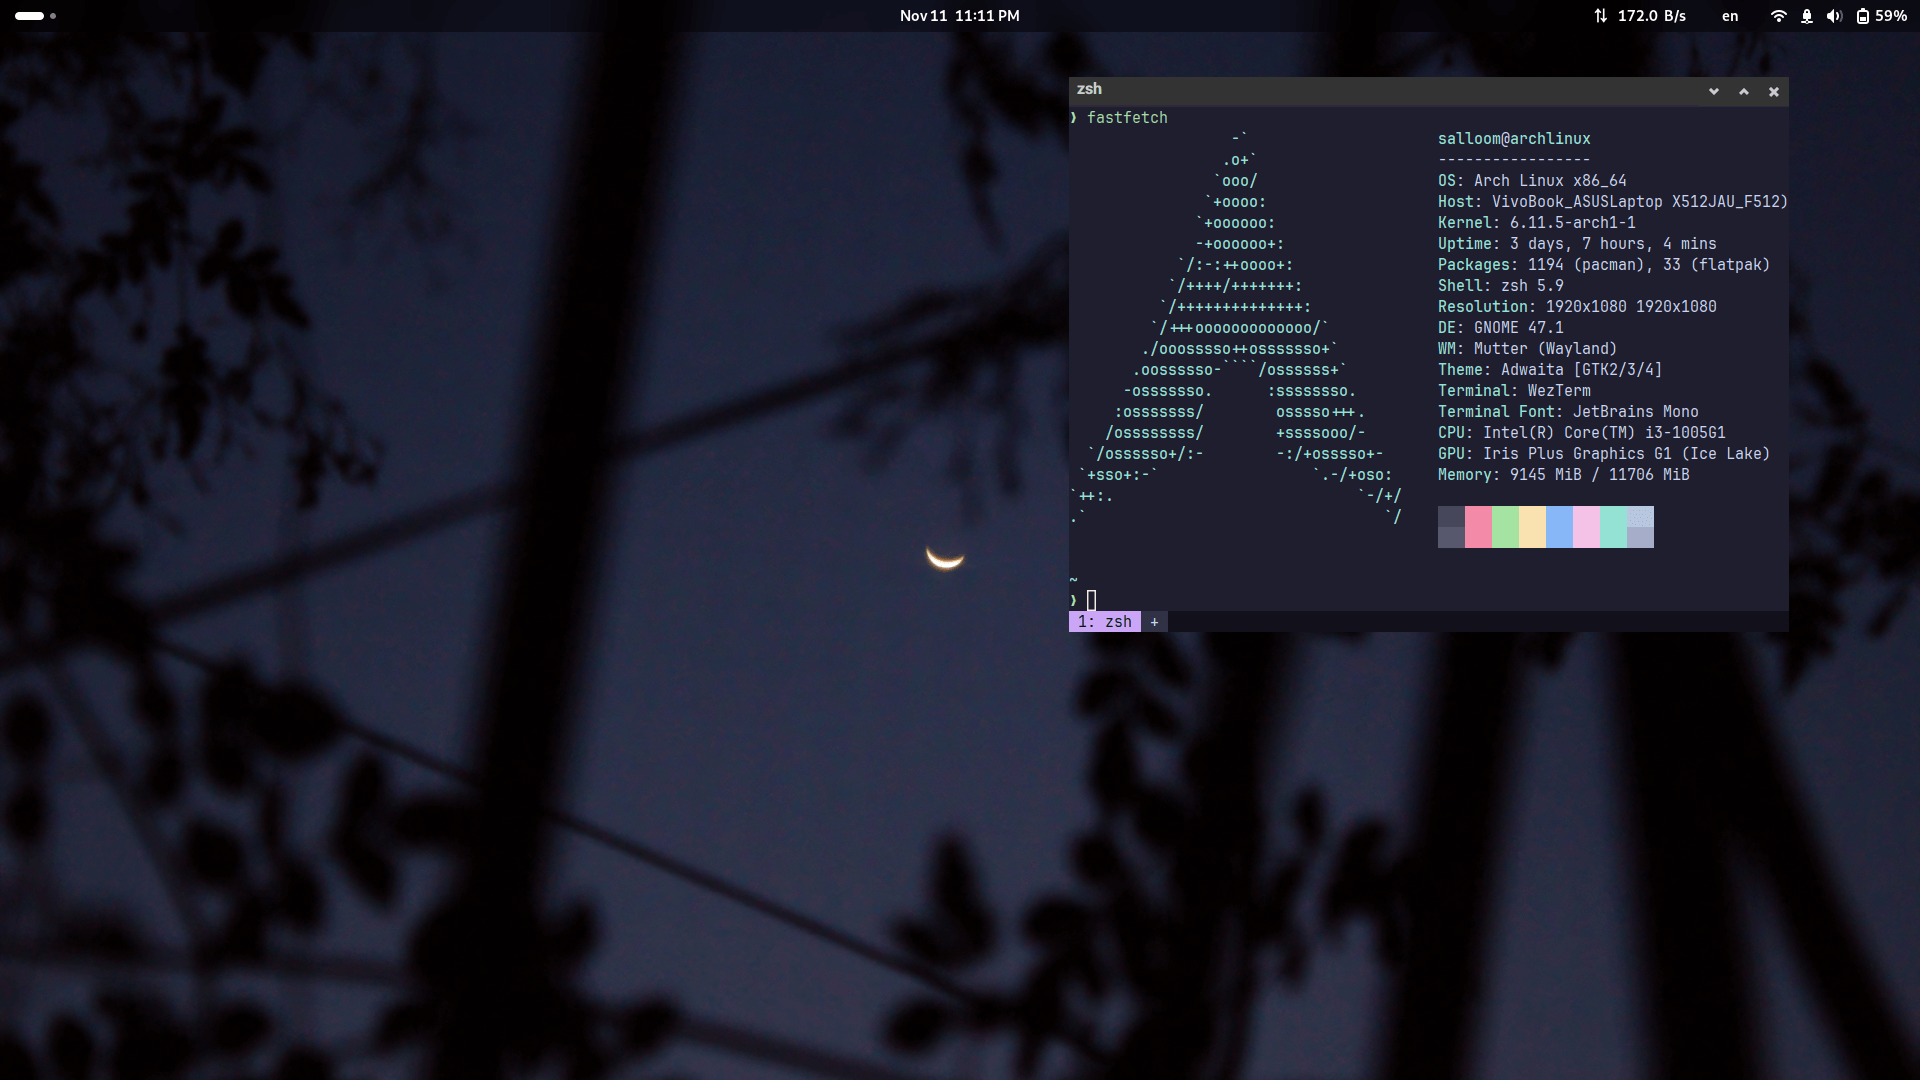 Nov 11 11:11 PM
172.0 B/s
en
59%
zsh
❯ fastfetch
-`
.o+`
`ooo/
`+oooo:
`+oooooo:
-+oooooo+:
`/:-:++oooo+:
`/++++/+++++++:
`/++++++++++++++:
`/+++ooooooooooooo/`
./ooosssso++osssssso+`
.oossssso-````/ossssss+`
-osssssso.      :ssssssso.
:osssssss/        osssso+++.
/ossssssss/        +ssssooo/-
`/ossssso+/:-        -:/+osssso+-
`+sso+:-`                 `.-/+oso:
`++:.                           `-/+/
.`                                 `/
salloom@archlinux
-----------------
OS: Arch Linux x86_64
Host: VivoBook_ASUSLaptop X512JAU_F512)
Kernel: 6.11.5-arch1-1
Uptime: 3 days, 7 hours, 4 mins
Packages: 1194 (pacman), 33 (flatpak)
Shell: zsh 5.9
Resolution: 1920x1080 1920x1080
DE: GNOME 47.1
WM: Mutter (Wayland)
Theme: Adwaita [GTK2/3/4]
Terminal: WezTerm
Terminal Font: JetBrains Mono
CPU: Intel(R) Core(TM) i3-1005G1
GPU: Iris Plus Graphics G1 (Ice Lake)
Memory: 9145 MiB / 11706 MiB
~
❯
1: zsh +